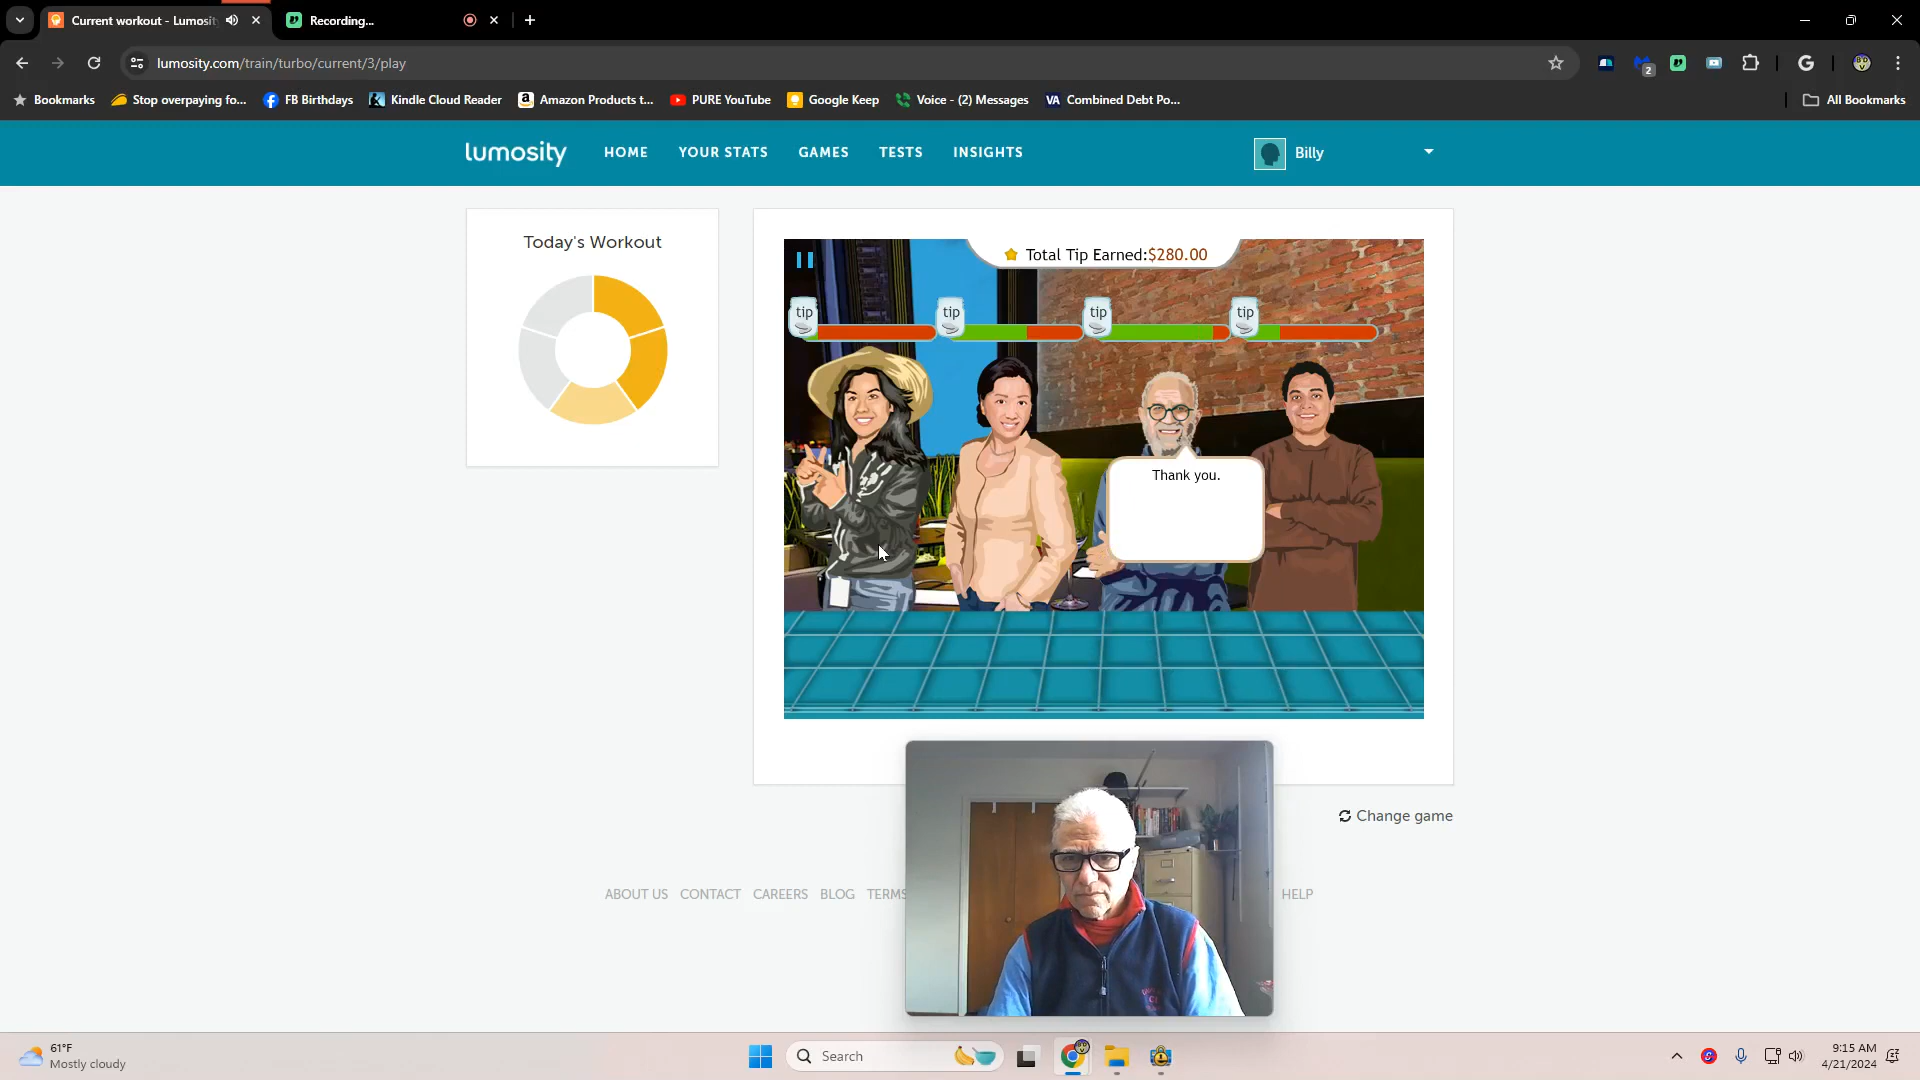 Current workout - Lumosit
Recording...
lumosity.com/train/turbo/current/3/play
2
Bookmarks
Stop overpaying fo...
FB Birthdays
Kindle Cloud Reader
Amazon Products t...
PURE YouTube
Google Keep
Voice - (2) Messages
VA Combined Debt Po...
All Bookmarks
lumosity
HOME
YOUR STATS
GAMES
TESTS
INSIGHTS
Billy
Today's Workout
Total Tip Earned:$280.00
tip
tip
tip
tip
Thank you.
Change game
ABOUT US
CONTACT
CAREERS
BLOG
TERMS
HELP
61°F
Mostly cloudy
Search
9:15 AM
4/21/2024